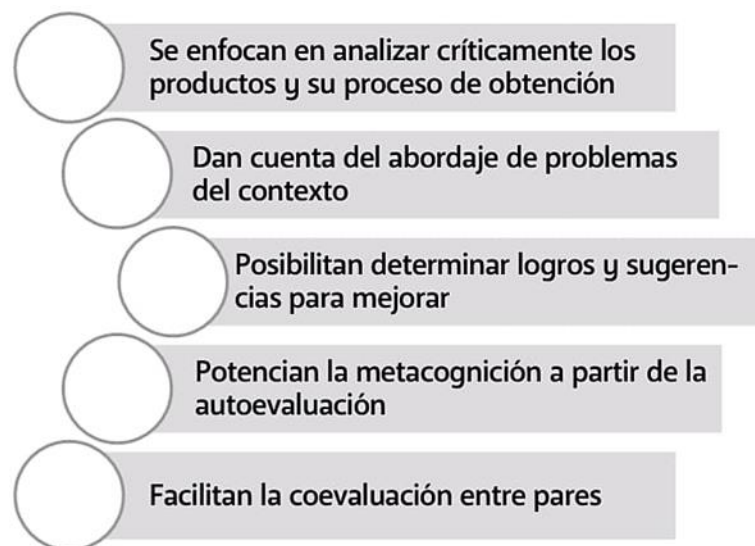 Se enfocan en analizar críticamente los
productos y su proceso de obtención
Dan cuenta del abordaje de problemas
del contexto
Posibilitan determinar logros y sugeren-
cias para mejorar
Potencian la metacognición a partir de la
autoevaluación
Facilitan la coevaluación entre pares